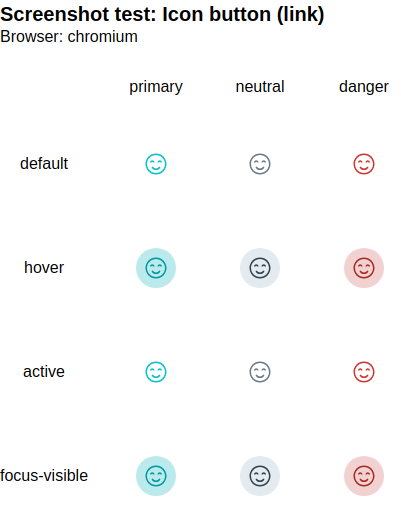 Screenshot test: Icon button (link)
Browser: chromium
primary neutral danger
default
hover
active
focus-visible